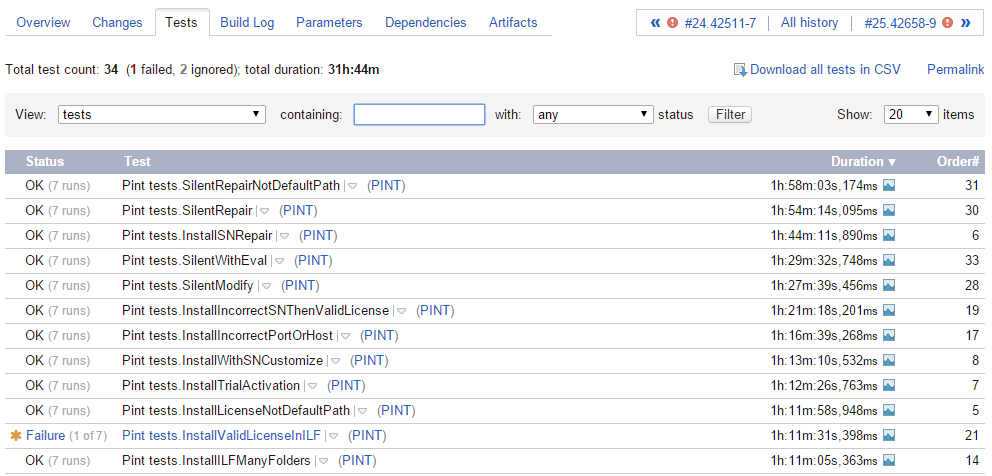 Overview Changes Tests Build Log Parameters Dependencies Artifacts « #24.42511-7 All history #25.42658-9 »
Total test count: 34 (1 failed, 2 ignored); total duration: 31h:44m Download all tests in CSV Permalink
View: tests containing: with: any status Filter Show: 20 items
Status Test Duration Order#
OK (7 runs) Pint tests.SilentRepairNotDefaultPath (PINT) 1h:58m:03s,174ms 31
OK (7 runs) Pint tests.SilentRepair (PINT) 1h:54m:14s,095ms 30
OK (7 runs) Pint tests.InstallSNRepair (PINT) 1h:44m:11s,890ms 6
OK (7 runs) Pint tests.SilentWithEval (PINT) 1h:29m:32s,748ms 33
OK (7 runs) Pint tests.SilentModify (PINT) 1h:27m:39s,456ms 28
OK (7 runs) Pint tests.InstallIncorrectSNThenValidLicense (PINT) 1h:21m:18s,201ms 19
OK (7 runs) Pint tests.InstallIncorrectPortOrHost (PINT) 1h:16m:39s,268ms 17
OK (7 runs) Pint tests.InstallWithSNCustomize (PINT) 1h:13m:10s,532ms 8
OK (7 runs) Pint tests.InstallTrialActivation (PINT) 1h:12m:26s,763ms 7
OK (7 runs) Pint tests.InstallLicenseNotDefaultPath (PINT) 1h:11m:58s,948ms 5
Failure (1 of 7) Pint tests.InstallValidLicenseInILF (PINT) 1h:11m:31s,398ms 21
OK (7 runs) Pint tests.InstallILFManyFolders (PINT) 1h:11m:05s,363ms 14